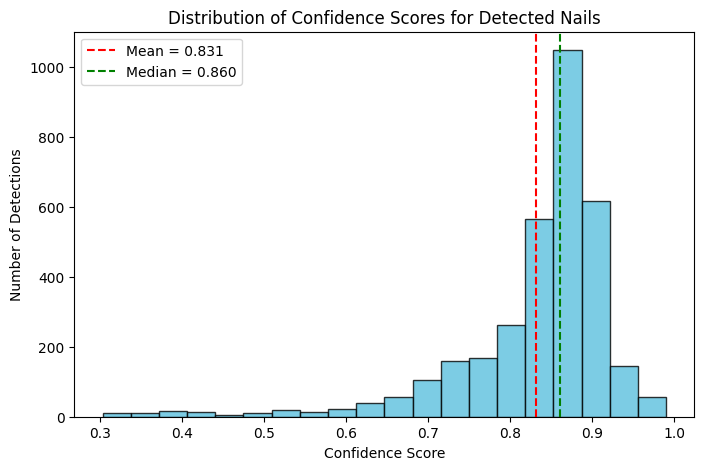 Distribution of Confidence Scores for Detected Nails
Mean = 0.831
Median = 0.860
Number of Detections
1000
800
600
400
200
0
0.3 0.4 0.5 0.6 0.7 0.8 0.9 1.0
Confidence Score